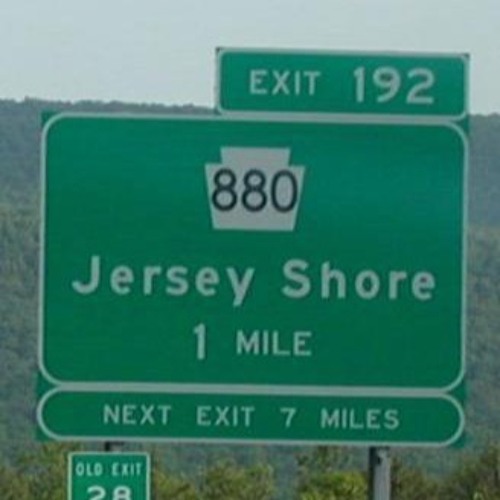 EXIT 192
880
Jersey Shore
1 MILE
NEXT EXIT 7 MILES
OLD EXIT
28